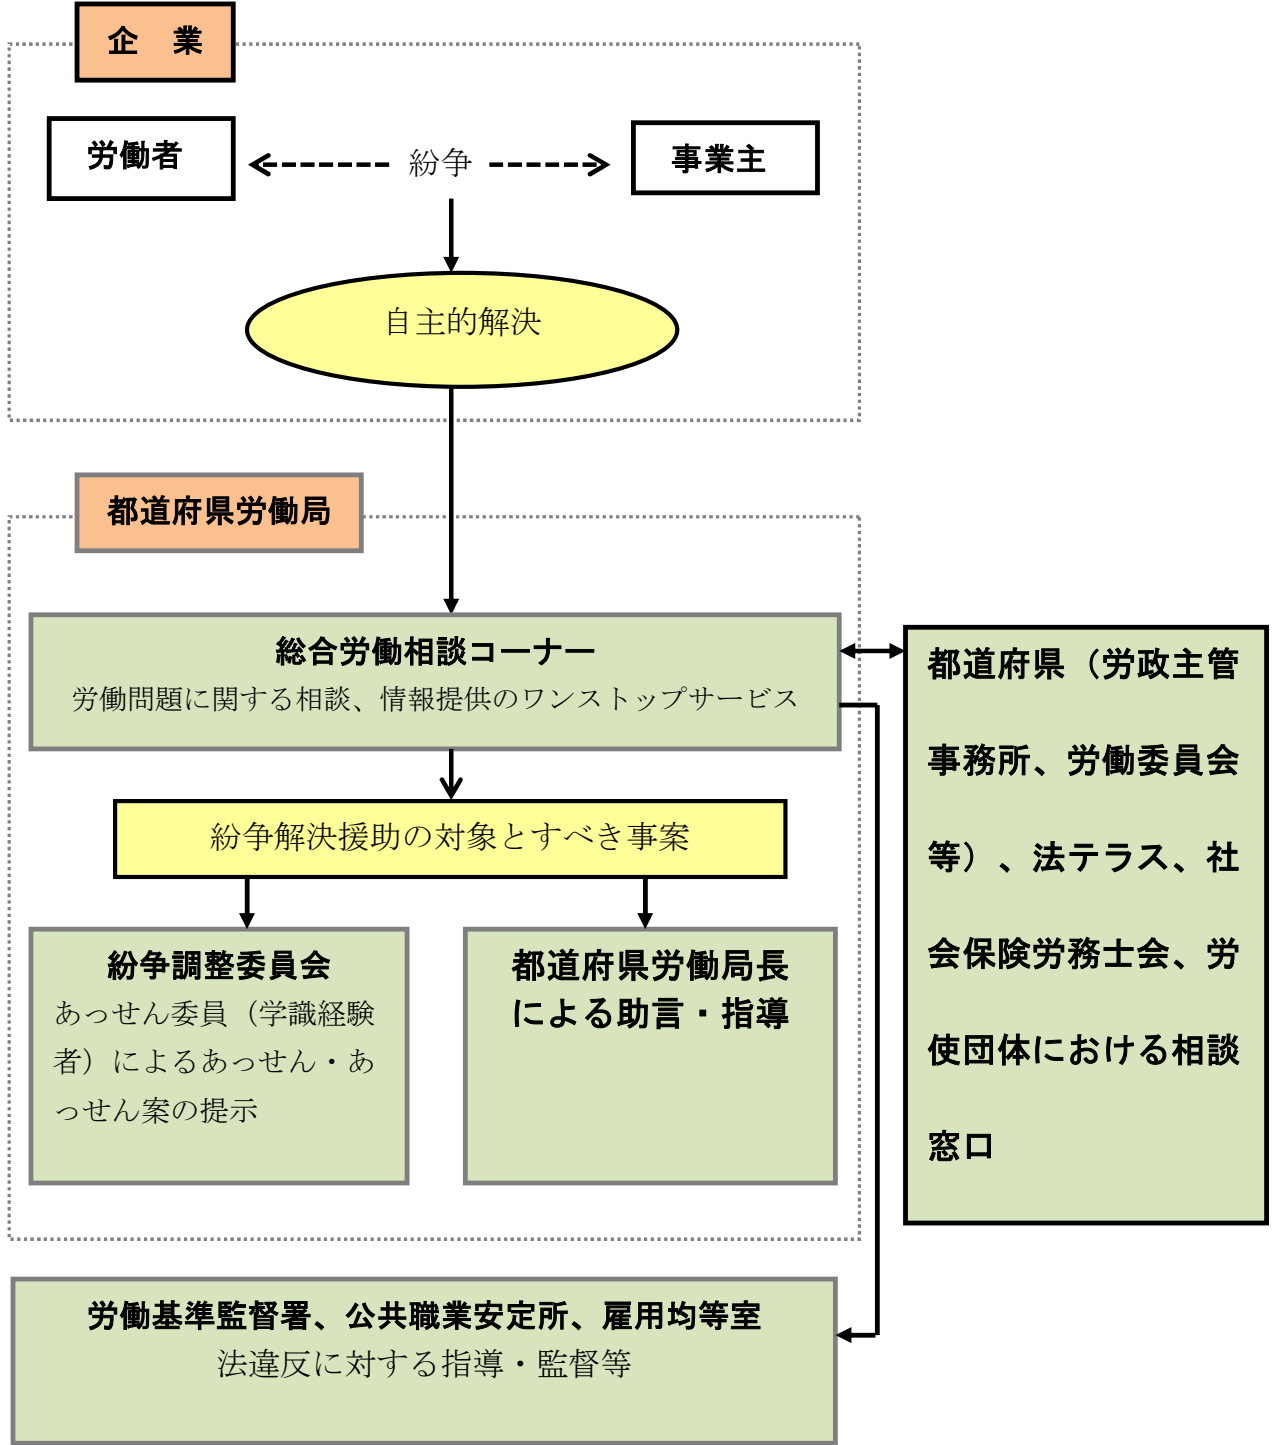 企　業
労働者
紛争
事業主
自主的解決
都道府県労働局
総合労働相談コーナー
労働問題に関する相談、情報提供のワンストップサービス
紛争解決援助の対象とすべき事案
紛争調整委員会
あっせん委員（学識経験
者）によるあっせん・あ
っせん案の提示
都道府県労働局長
による助言・指導
都道府県（労政主管
事務所、労働委員会
等）、法テラス、社
会保険労務士会、労
使団体における相談
窓口
労働基準監督署、公共職業安定所、雇用均等室
法違反に対する指導・監督等